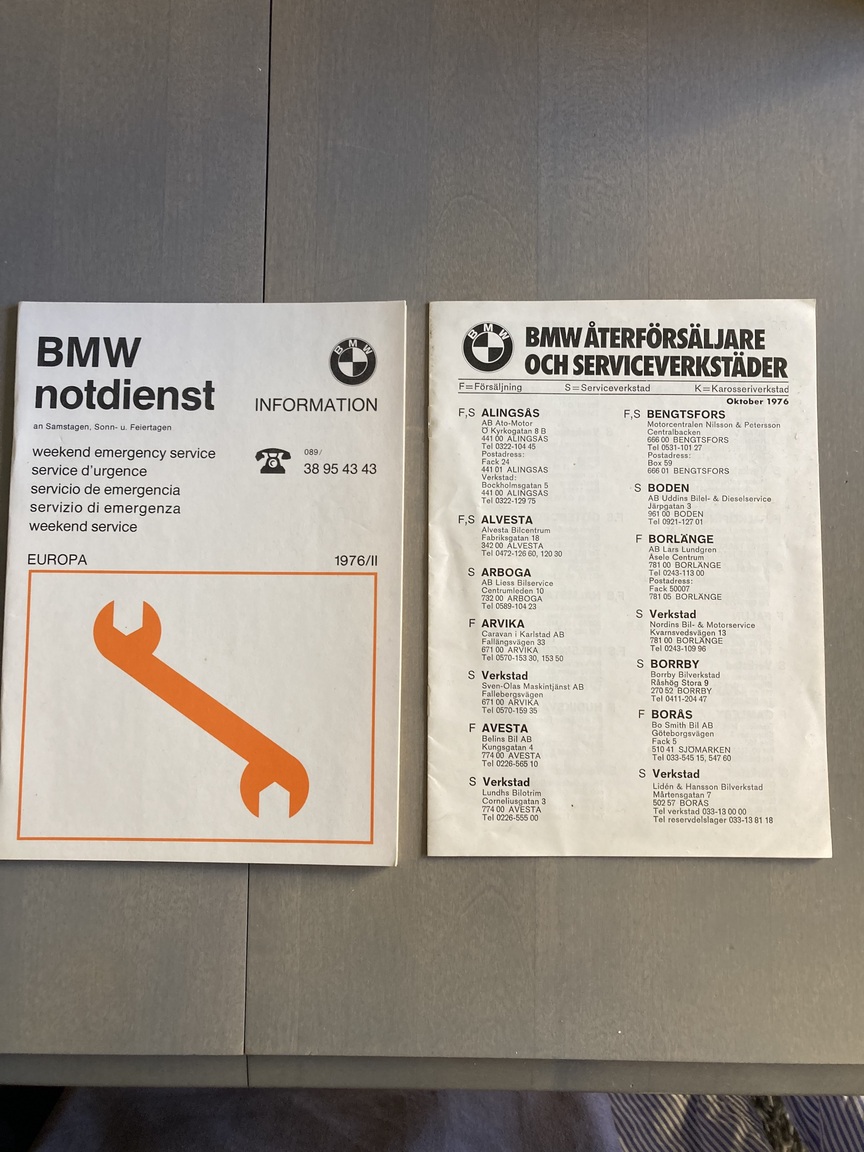 BMW
notdienst
BMW
INFORMATION
an Samstagen, Sonn- u. Feiertagen
weekend emergency service
service d'urgence
servicio de emergencia
servizio di emergenza
weekend service
089/
38 95 43 43
EUROPA
1976/II
BMW
BMW ÅTERFÖRSÄLJARE
OCH SERVICEVERKSTÄDER
F=Försäljning S=Serviceverkstad K=Karosseriverkstad
Oktober 1976
F,S ALINGSÅS
AB Ato-Motor
Ö Kyrkogatan 8 B
441 00 ALINGSÅS
Tel 0322-104 45
Postadress:
Fack 24
441 01 ALINGSÅS
Verkstad:
Bockholmsgatan 5
441 00 ALINGSÅS
Tel 0322-129 75
F,S ALVESTA
Alvesta Bilcentrum
Fabriksgatan 18
342 00 ALVESTA
Tel 0472-126 60, 120 30
S ARBOGA
AB Liess Bilservice
Centrumleden 10
732 00 ARBOGA
Tel 0589-104 23
F ARVIKA
Caravan i Karlstad AB
Fallängsvägen 33
671 00 ARVIKA
Tel 0570-153 30, 153 50
S Verkstad
Sven-Olas Maskintjänst AB
Fallebergsvägen
671 00 ARVIKA
Tel 0570-159 35
F AVESTA
Belins Bil AB
Kungsgatan 4
774 00 AVESTA
Tel 0226-565 10
S Verkstad
Lundhs Bilotrim
Corneliusgatan 3
774 00 AVESTA
Tel 0226-555 00
F,S BENGTSFORS
Motorcentralen Nilsson & Petersson
Centralbacken
666 00 BENGTSFORS
Tel 0531-101 27
Postadress:
Box 59
666 01 BENGTSFORS
S BODEN
AB Uddins Bilel- & Dieselservice
Järpgatan 3
961 00 BODEN
Tel 0921-127 01
F BORLÄNGE
AB Lars Lundgren
Åsele Centrum
781 00 BORLÄNGE
Tel 0243-113 00
Postadress:
Fack 50007
781 05 BORLÄNGE
S Verkstad
Nordins Bil- & Motorservice
Kvarnsvedsvägen 13
781 00 BORLÄNGE
Tel 0243-109 96
S BORRBY
Borrby Bilverkstad
Råshög Stora 9
270 52 BORRBY
Tel 0411-204 47
F BORÅS
Bo Smith Bil AB
Göteborgsvägen
Fack 5
510 41 SJÖMARKEN
Tel 033-545 15, 547 60
S Verkstad
Lidén & Hansson Bilverkstad
Mårtensgatan 7
502 57 BORÅS
Tel verkstad 033-13 00 00
Tel reservdelslager 033-13 81 18